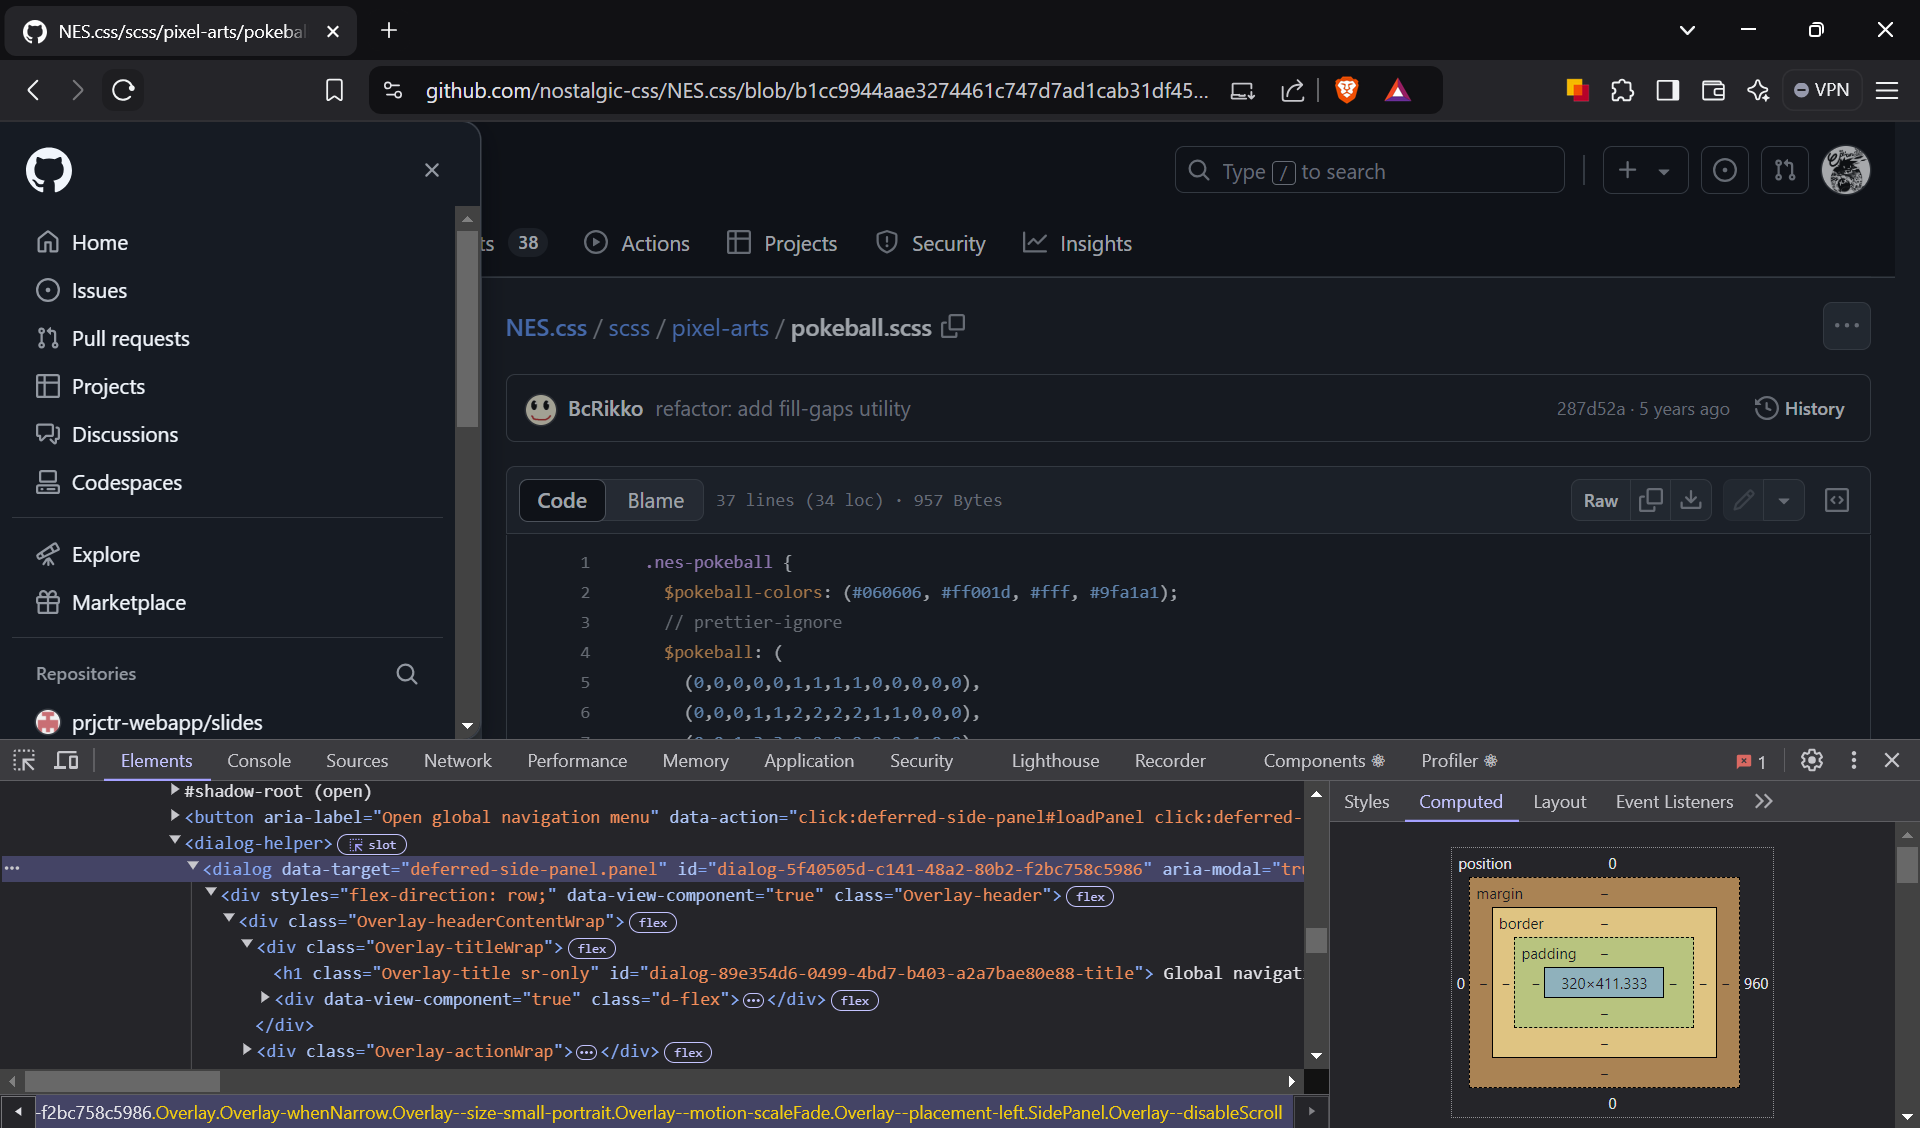 NES.css/scss/pixel-arts/pokebal
github.com/nostalgic-css/NES.css/blob/b1cc9944aae3274461c747d7ad1cab31df45...
VPN
Type / to search
Home
Issues
Pull requests
Projects
Discussions
Codespaces
Explore
Marketplace
Repositories
prjctr-webapp/slides
ts 38
Actions
Projects
Security
Insights
NES.css / scss / pixel-arts / pokeball.scss
BcRikko refactor: add fill-gaps utility
287d52a · 5 years ago
History
Code
Blame
37 lines (34 loc) · 957 Bytes
Raw
1 .nes-pokeball {
2 $pokeball-colors: (#060606, #ff001d, #fff, #9fa1a1);
3 // prettier-ignore
4 $pokeball: (
5 (0,0,0,0,0,1,1,1,1,0,0,0,0,0),
6 (0,0,0,1,1,2,2,2,2,1,1,0,0,0),
Elements
Console
Sources
Network
Performance
Memory
Application
Security
Lighthouse
Recorder
Components ⚛
Profiler ⚛
1
#shadow-root (open)
<button aria-label="Open global navigation menu" data-action="click:deferred-side-panel#loadPanel click:deferred-
<dialog-helper> slot
<dialog data-target="deferred-side-panel.panel" id="dialog-5f40505d-c141-48a2-80b2-f2bc758c5986" aria-modal="tru
<div styles="flex-direction: row;" data-view-component="true" class="Overlay-header"> flex
<div class="Overlay-headerContentWrap"> flex
<div class="Overlay-titleWrap"> flex
<h1 class="Overlay-title sr-only" id="dialog-89e354d6-0499-4bd7-b403-a2a7bae80e88-title"> Global navigat
<div data-view-component="true" class="d-flex"> … </div> flex
</div>
<div class="Overlay-actionWrap"> … </div> flex
-f2bc758c5986.Overlay.Overlay-whenNarrow.Overlay--size-small-portrait.Overlay--motion-scaleFade.Overlay--placement-left.SidePanel.Overlay--disableScroll
Styles
Computed
Layout
Event Listeners
position 0
margin –
border –
padding –
0 – – – 320×411.333 – – – 960
–
–
–
0